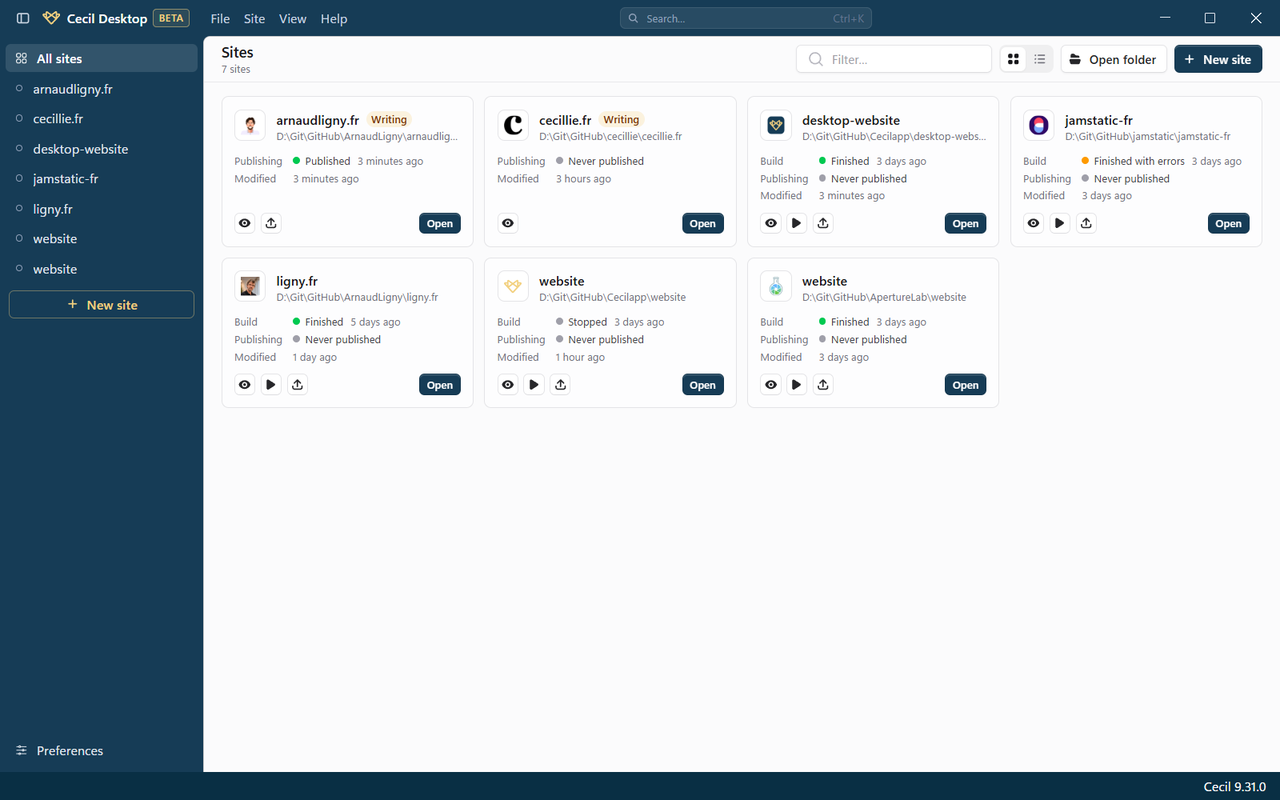 Cecil Desktop BETA File Site View Help Search... Ctrl+K
All sites
arnaudligny.fr
cecillie.fr
desktop-website
jamstatic-fr
ligny.fr
website
website
+ New site
Preferences
Sites
7 sites
Filter... Open folder + New site
arnaudligny.fr Writing
D:\Git\GitHub\ArnaudLigny\arnaudlig...
Publishing Published 3 minutes ago
Modified 3 minutes ago
Open
cecillie.fr Writing
D:\Git\GitHub\cecillie\cecillie.fr
Publishing Never published
Modified 3 hours ago
Open
desktop-website
D:\Git\GitHub\Cecilapp\desktop-webs...
Build Finished 3 days ago
Publishing Never published
Modified 3 minutes ago
Open
jamstatic-fr
D:\Git\GitHub\jamstatic\jamstatic-fr
Build Finished with errors 3 days ago
Publishing Never published
Modified 3 days ago
Open
ligny.fr
D:\Git\GitHub\ArnaudLigny\ligny.fr
Build Finished 5 days ago
Publishing Never published
Modified 1 day ago
Open
website
D:\Git\GitHub\Cecilapp\website
Build Stopped 3 days ago
Publishing Never published
Modified 1 hour ago
Open
website
D:\Git\GitHub\ApertureLab\website
Build Finished 3 days ago
Publishing Never published
Modified 3 days ago
Open
Cecil 9.31.0